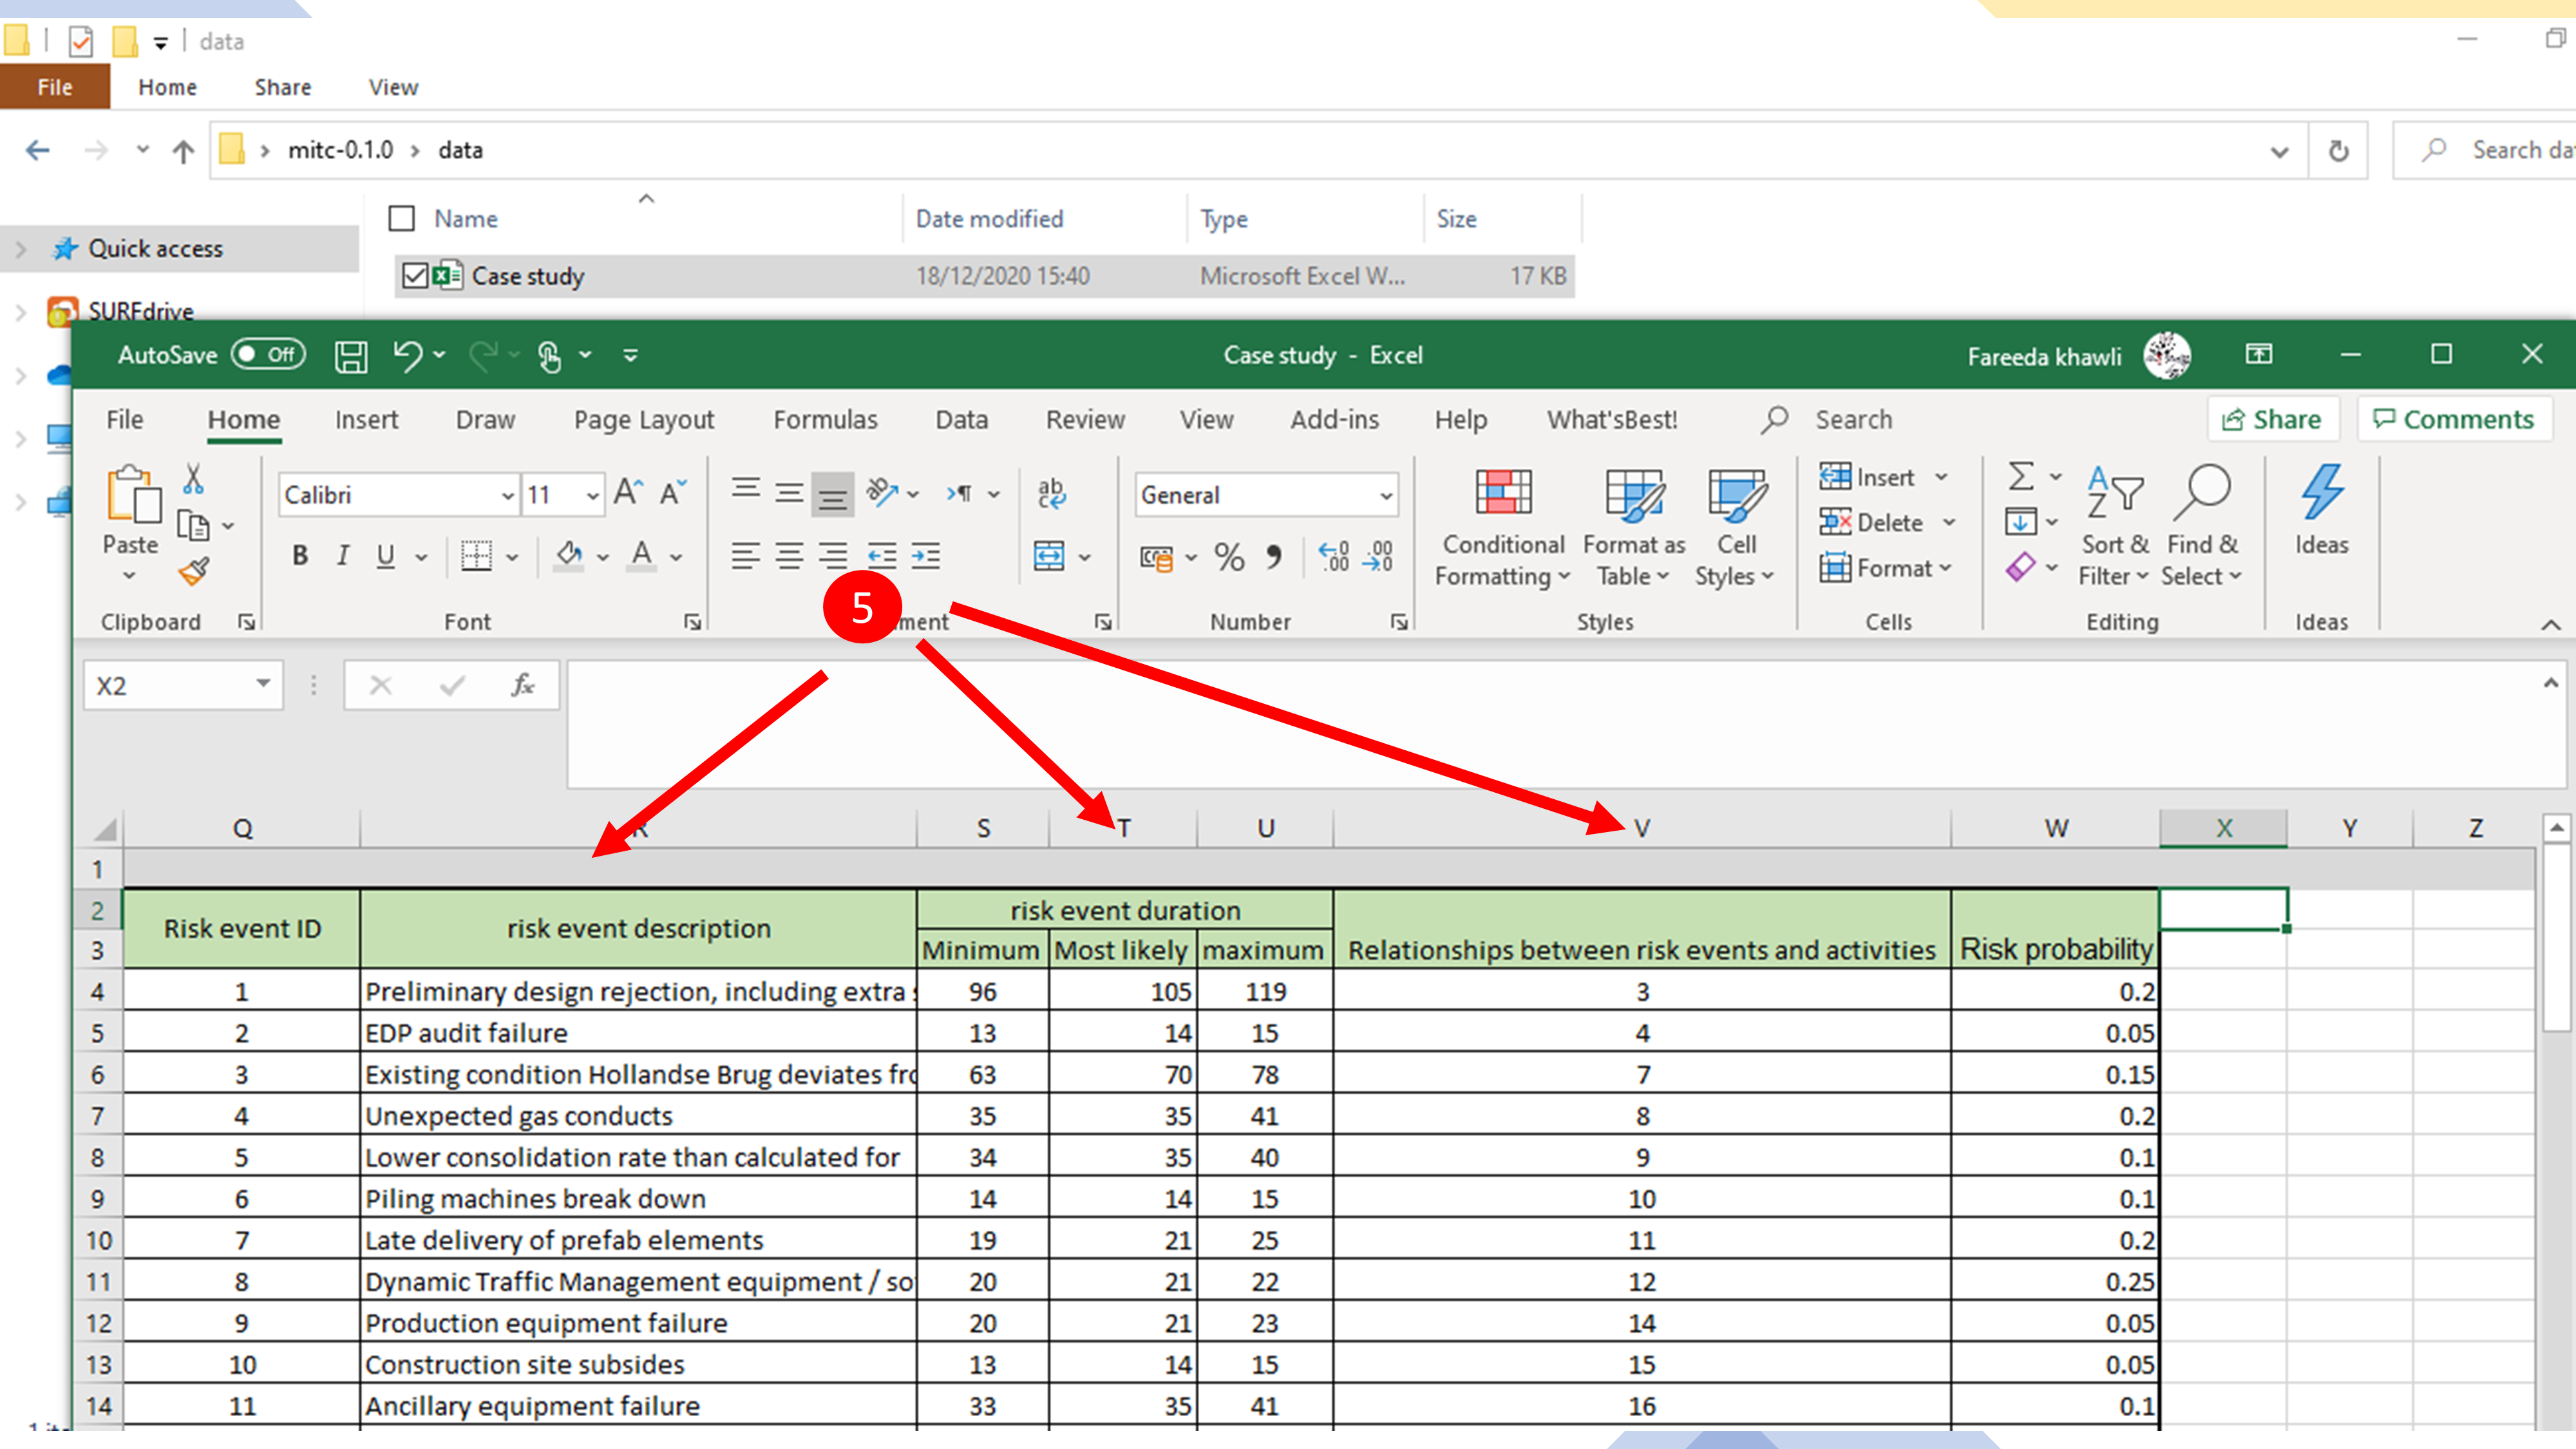 data
File Home Share View
mitc-0.1.0 data Search da
Name Date modified Type Size
Quick access
Case study 18/12/2020 15:40 Microsoft Excel W... 17 KB
SURFdrive
AutoSave Off Case study - Excel Fareeda khawli
File Home Insert Draw Page Layout Formulas Data Review View Add-ins Help What'sBest! Search Share Comments
Paste Calibri 11 General Conditional Formatting Format as Table Cell Styles Insert Delete Format Sort & Filter Find & Select Ideas
Clipboard Font ment Number Styles Cells Editing Ideas
5
X2 fx
Q R S T U V W X Y Z
1
2 Risk event ID risk event description risk event duration
3 Minimum Most likely maximum Relationships between risk events and activities Risk probability
4 1 Preliminary design rejection, including extra 96 105 119 3 0.2
5 2 EDP audit failure 13 14 15 4 0.05
6 3 Existing condition Hollandse Brug deviates fro 63 70 78 7 0.15
7 4 Unexpected gas conducts 35 35 41 8 0.2
8 5 Lower consolidation rate than calculated for 34 35 40 9 0.1
9 6 Piling machines break down 14 14 15 10 0.1
10 7 Late delivery of prefab elements 19 21 25 11 0.2
11 8 Dynamic Traffic Management equipment / so 20 21 22 12 0.25
12 9 Production equipment failure 20 21 23 14 0.05
13 10 Construction site subsides 13 14 15 15 0.05
14 11 Ancillary equipment failure 33 35 41 16 0.1